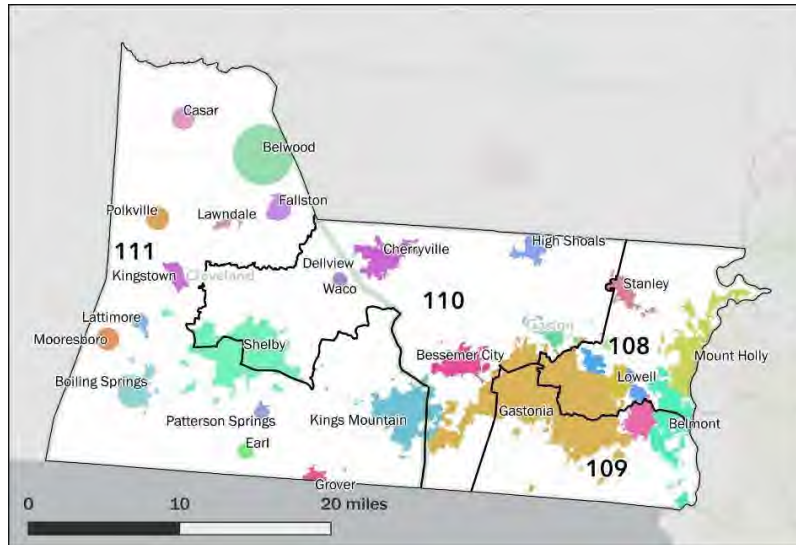 Casar
Belwood
Fallston
Polkville
Lawndale
111
Kingstown
Cleveland
Cherryville
High Shoals
Dellview
Waco
110
Stanley
Lattimore
Mooresboro
Shelby
Gaston
108
Bessemer City
Mount Holly
Boiling Springs
Lowell
Patterson Springs
Kings Mountain
Gastonia
Belmont
Earl
109
Grover
0 10 20 miles